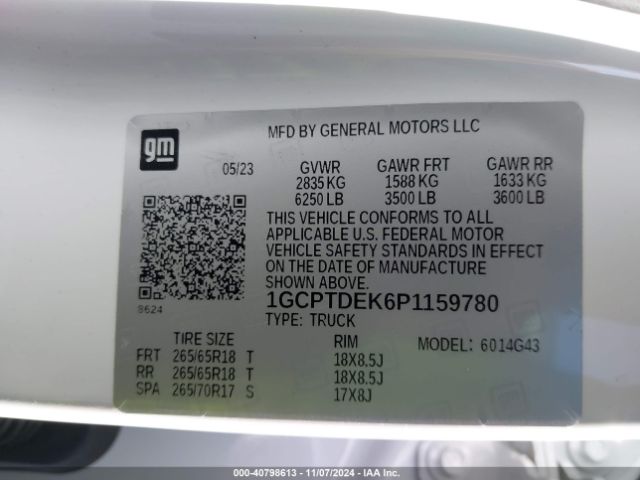 MFD BY GENERAL MOTORS LLC
gm
05/23 GVWR GAWR FRT GAWR RR
2835 KG 1588 KG 1633 KG
6250 LB 3500 LB 3600 LB
THIS VEHICLE CONFORMS TO ALL
APPLICABLE U.S. FEDERAL MOTOR
VEHICLE SAFETY STANDARDS IN EFFECT
ON THE DATE OF MANUFACTURE
SHOWN ABOVE.
1GCPTDEK6P1159780
8624
TYPE: TRUCK
TIRE SIZE RIM MODEL: 6014G43
FRT 265/65R18 T 18X8.5J
RR 265/65R18 T 18X8.5J
SPA 265/70R17 S 17X8J
000-40798613 - 11/07/2024 - IAA Inc.